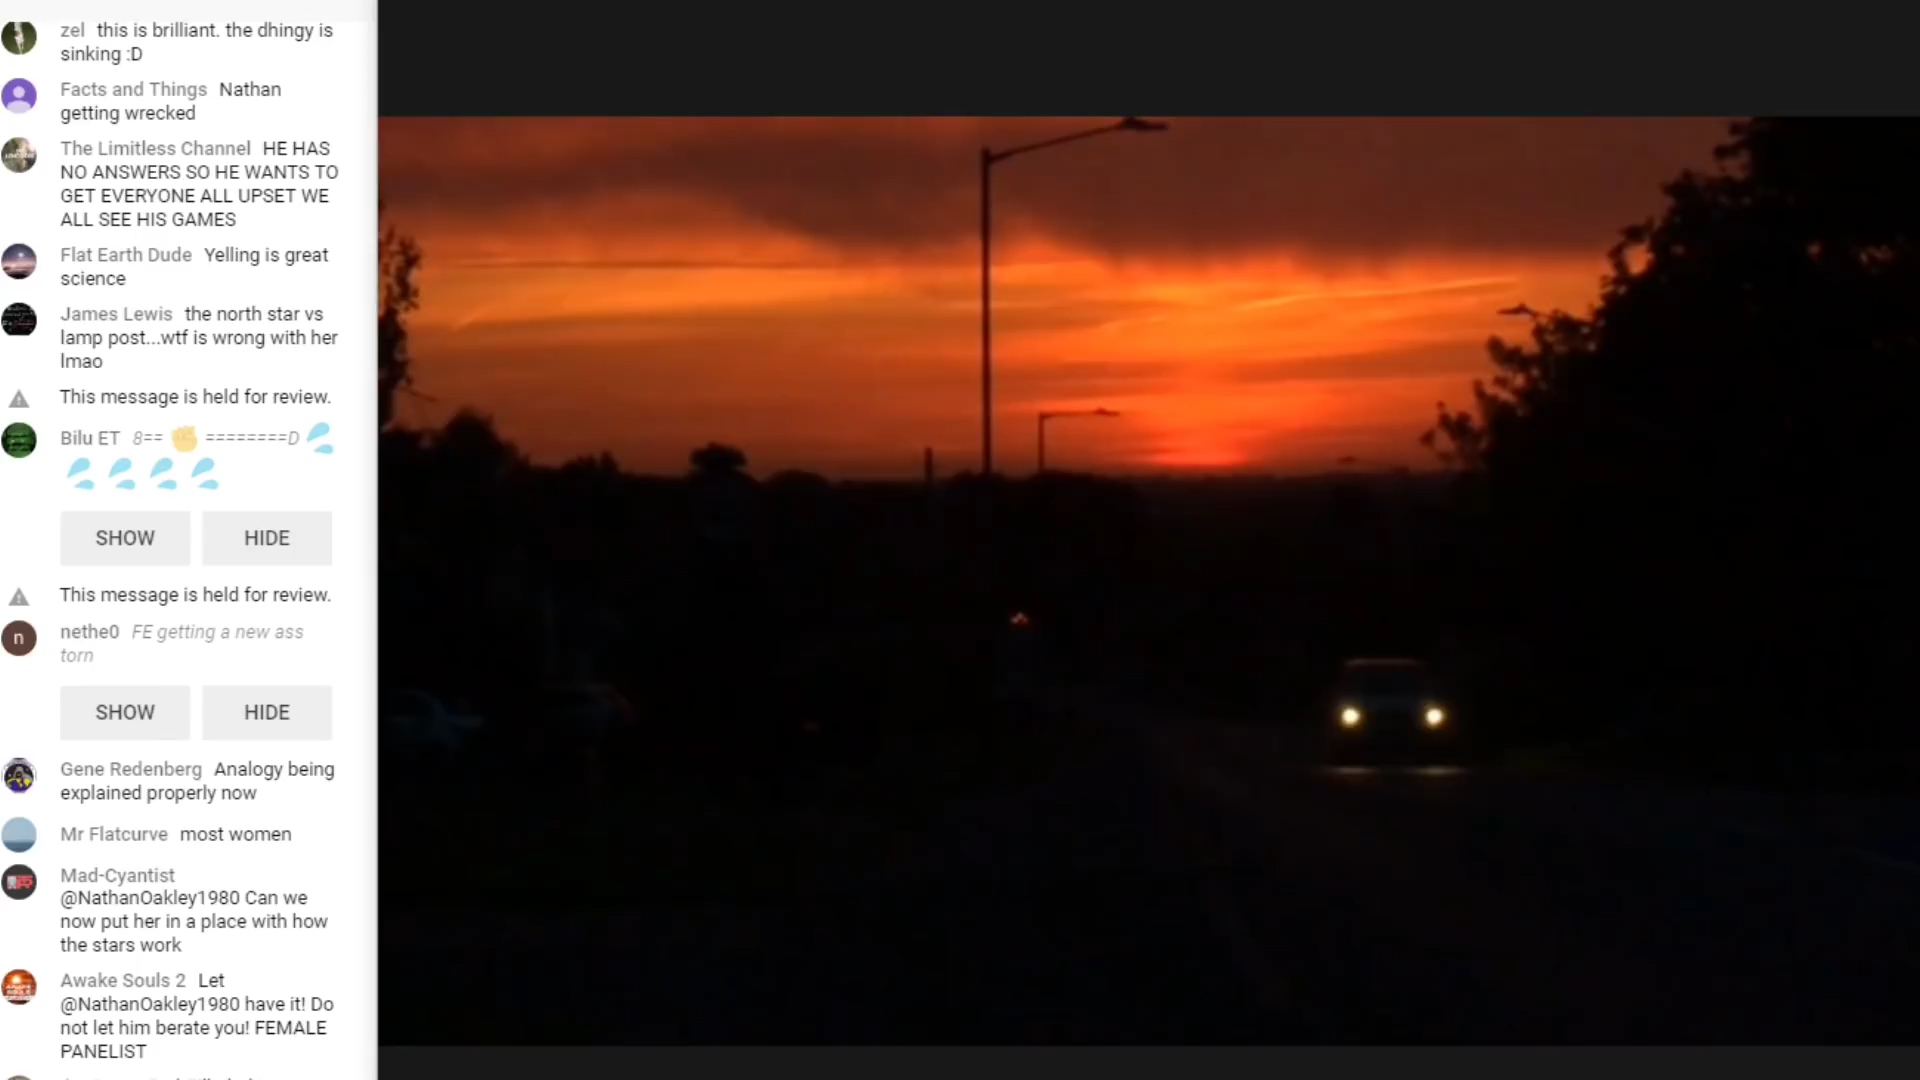 zel this is brilliant. the dhingy is
sinking :D
Facts and Things Nathan
getting wrecked
The Limitless Channel HE HAS
NO ANSWERS SO HE WANTS TO
GET EVERYONE ALL UPSET WE
ALL SEE HIS GAMES
Flat Earth Dude Yelling is great
science
James Lewis the north star vs
lamp post...wtf is wrong with her
lmao
This message is held for review.
Bilu ET 8== ✊ ========D 💦
💦 💦 💦 💦
SHOW HIDE
This message is held for review.
n nethe0 FE getting a new ass
torn
SHOW HIDE
Gene Redenberg Analogy being
explained properly now
Mr Flatcurve most women
Mad-Cyantist
@NathanOakley1980 Can we
now put her in a place with how
the stars work
Awake Souls 2 Let
@NathanOakley1980 have it! Do
not let him berate you! FEMALE
PANELIST